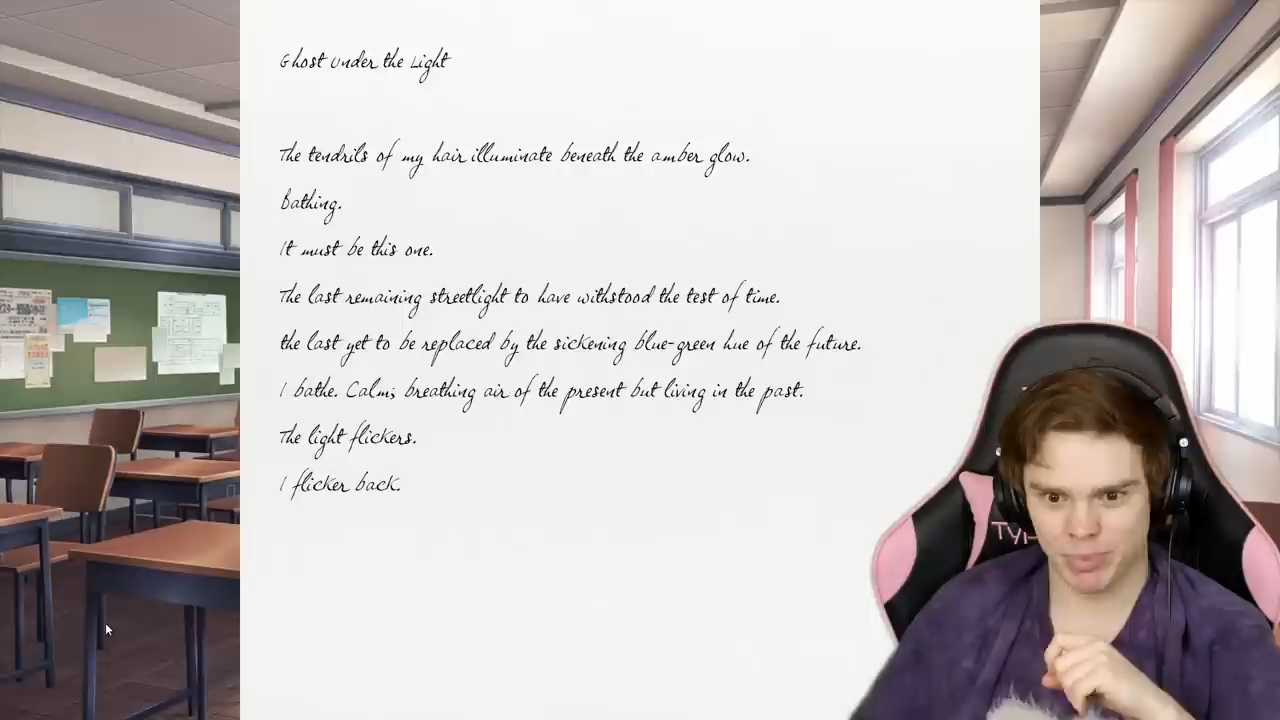 Ghost Under the Light
The tendrils of my hair illuminate beneath the amber glow.
Bathing.
It must be this one.
The last remaining streetlight to have withstood the test of time.
the last yet to be replaced by the sickening blue-green hue of the future.
I bathe. Calm; breathing air of the present but living in the past.
The light flickers.
I flicker back.